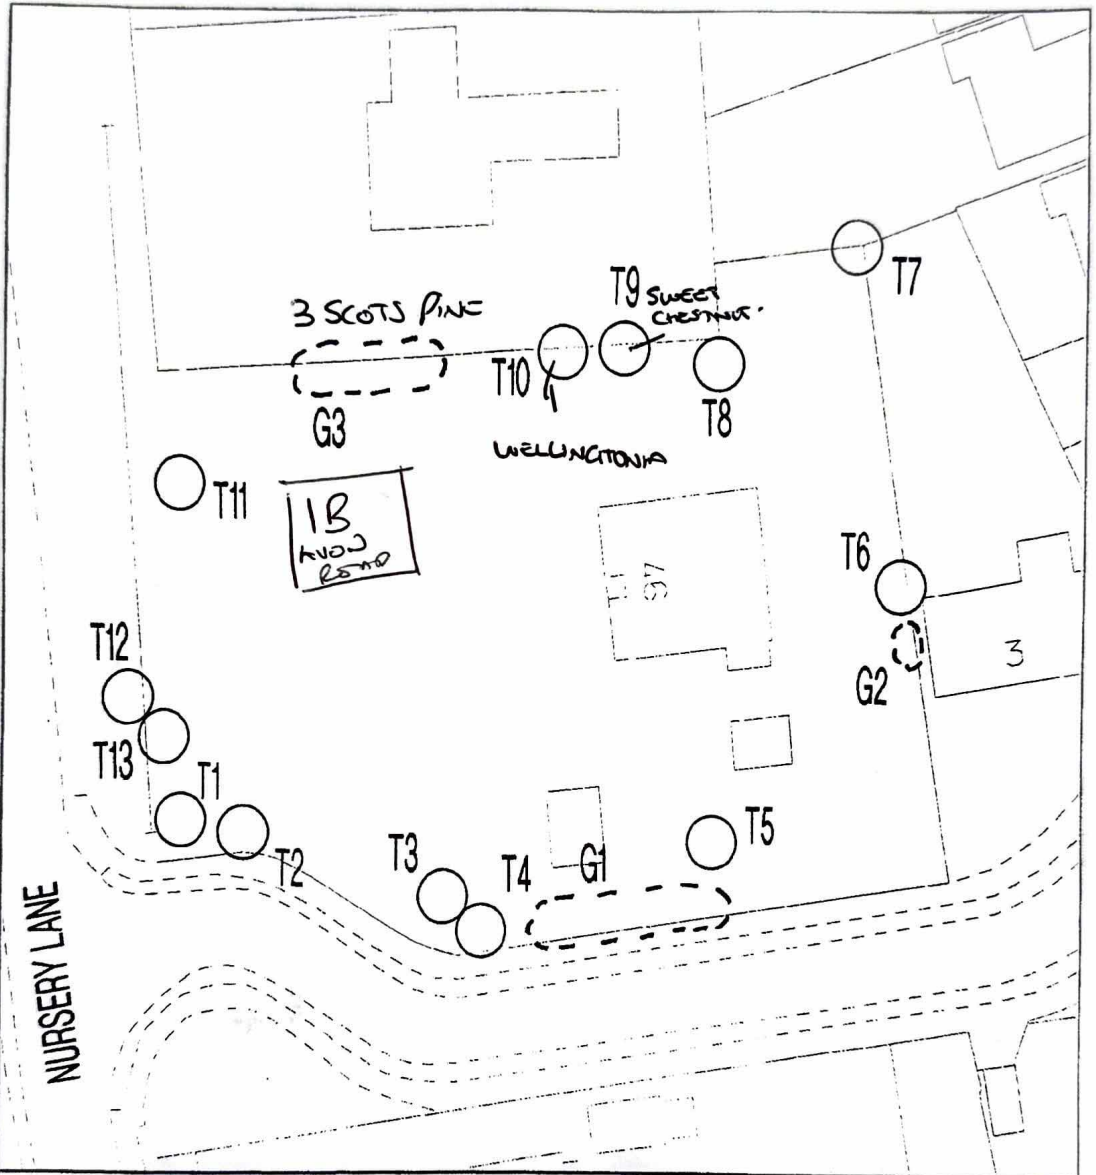 3 SCOTS PINE
T9 SWEET
CHESTNUT.
T7
T10
G3
T8
WELLINGTONIA
T11
1B
AVON
ROAD
T6
97
3
G2
T12
T13
T1
T2
T3
T4
G1
T5
NURSERY LANE